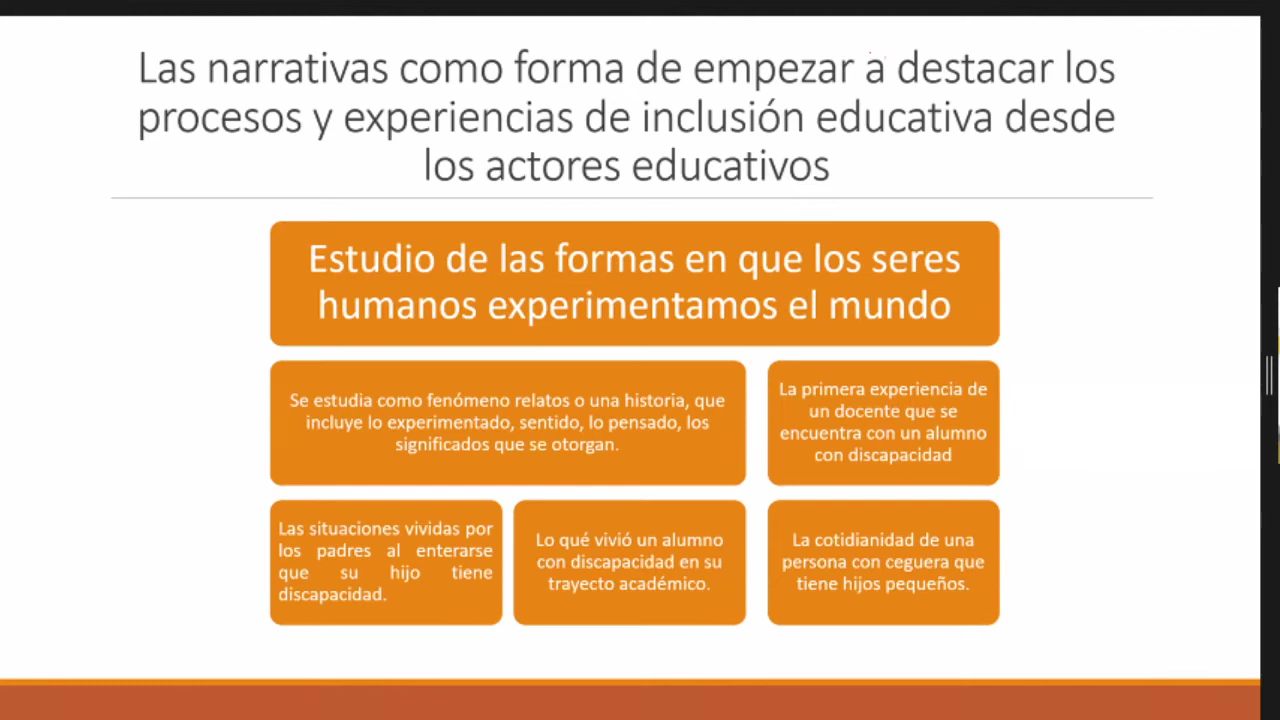 Las narrativas como forma de empezar a destacar los
procesos y experiencias de inclusión educativa desde
los actores educativos
Estudio de las formas en que los seres
humanos experimentamos el mundo
Se estudia como fenómeno relatos o una historia, que
incluye lo experimentado, sentido, lo pensado, los
significados que se otorgan.
La primera experiencia de
un docente que se
encuentra con un alumno
con discapacidad
Las situaciones vividas por
los padres al enterarse
que su hijo tiene
discapacidad.
Lo qué vivió un alumno
con discapacidad en su
trayecto académico.
La cotidianidad de una
persona con ceguera que
tiene hijos pequeños.